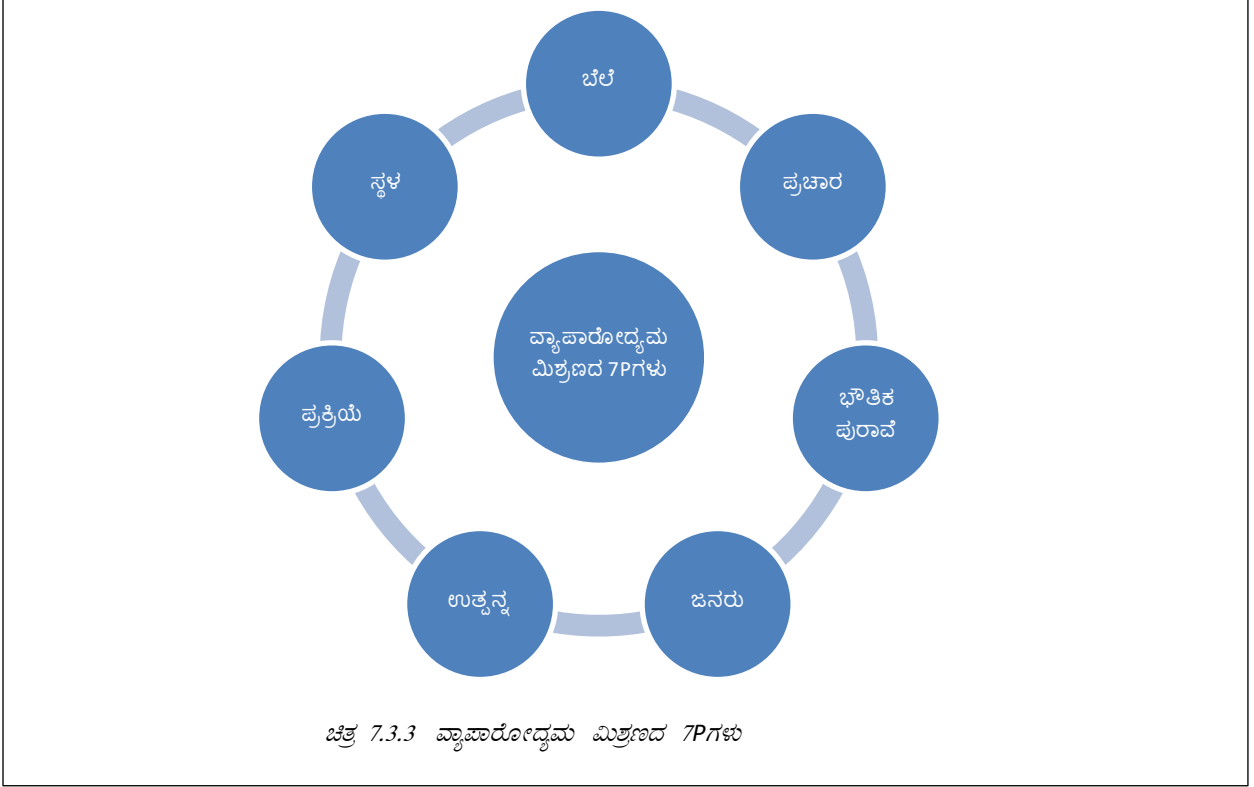 ಬೆಲೆ
ಪ್ರಚಾರ
ಸ್ಥಳ
ವ್ಯಾಪಾರೋದ್ಯಮ
ಮಿಶ್ರಣದ 7Pಗಳು
ಭೌತಿಕ
ಪುರಾವೆ
ಪ್ರಕ್ರಿಯೆ
ಉತ್ಪನ್ನ
ಜನರು
ಚಿತ್ರ 7.3.3 ವ್ಯಾಪಾರೋದ್ಯಮ ಮಿಶ್ರಣದ 7Pಗಳು